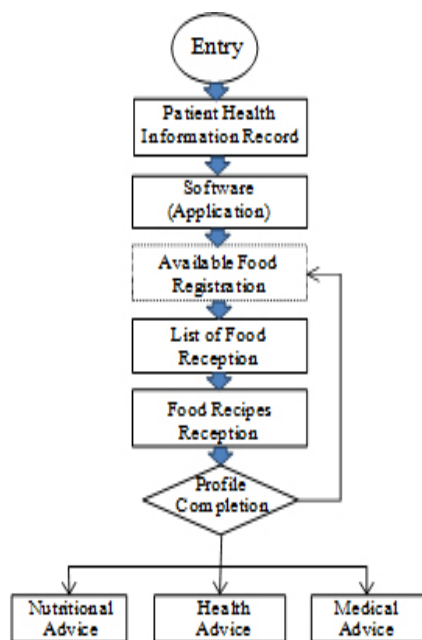 Entry
Patient Health
Information Record
Software
(Application)
Available Food
Registration
List of Food
Reception
Food Recipes
Reception
Profile
Completion
Nutritional
Advice
Health
Advice
Medical
Advice